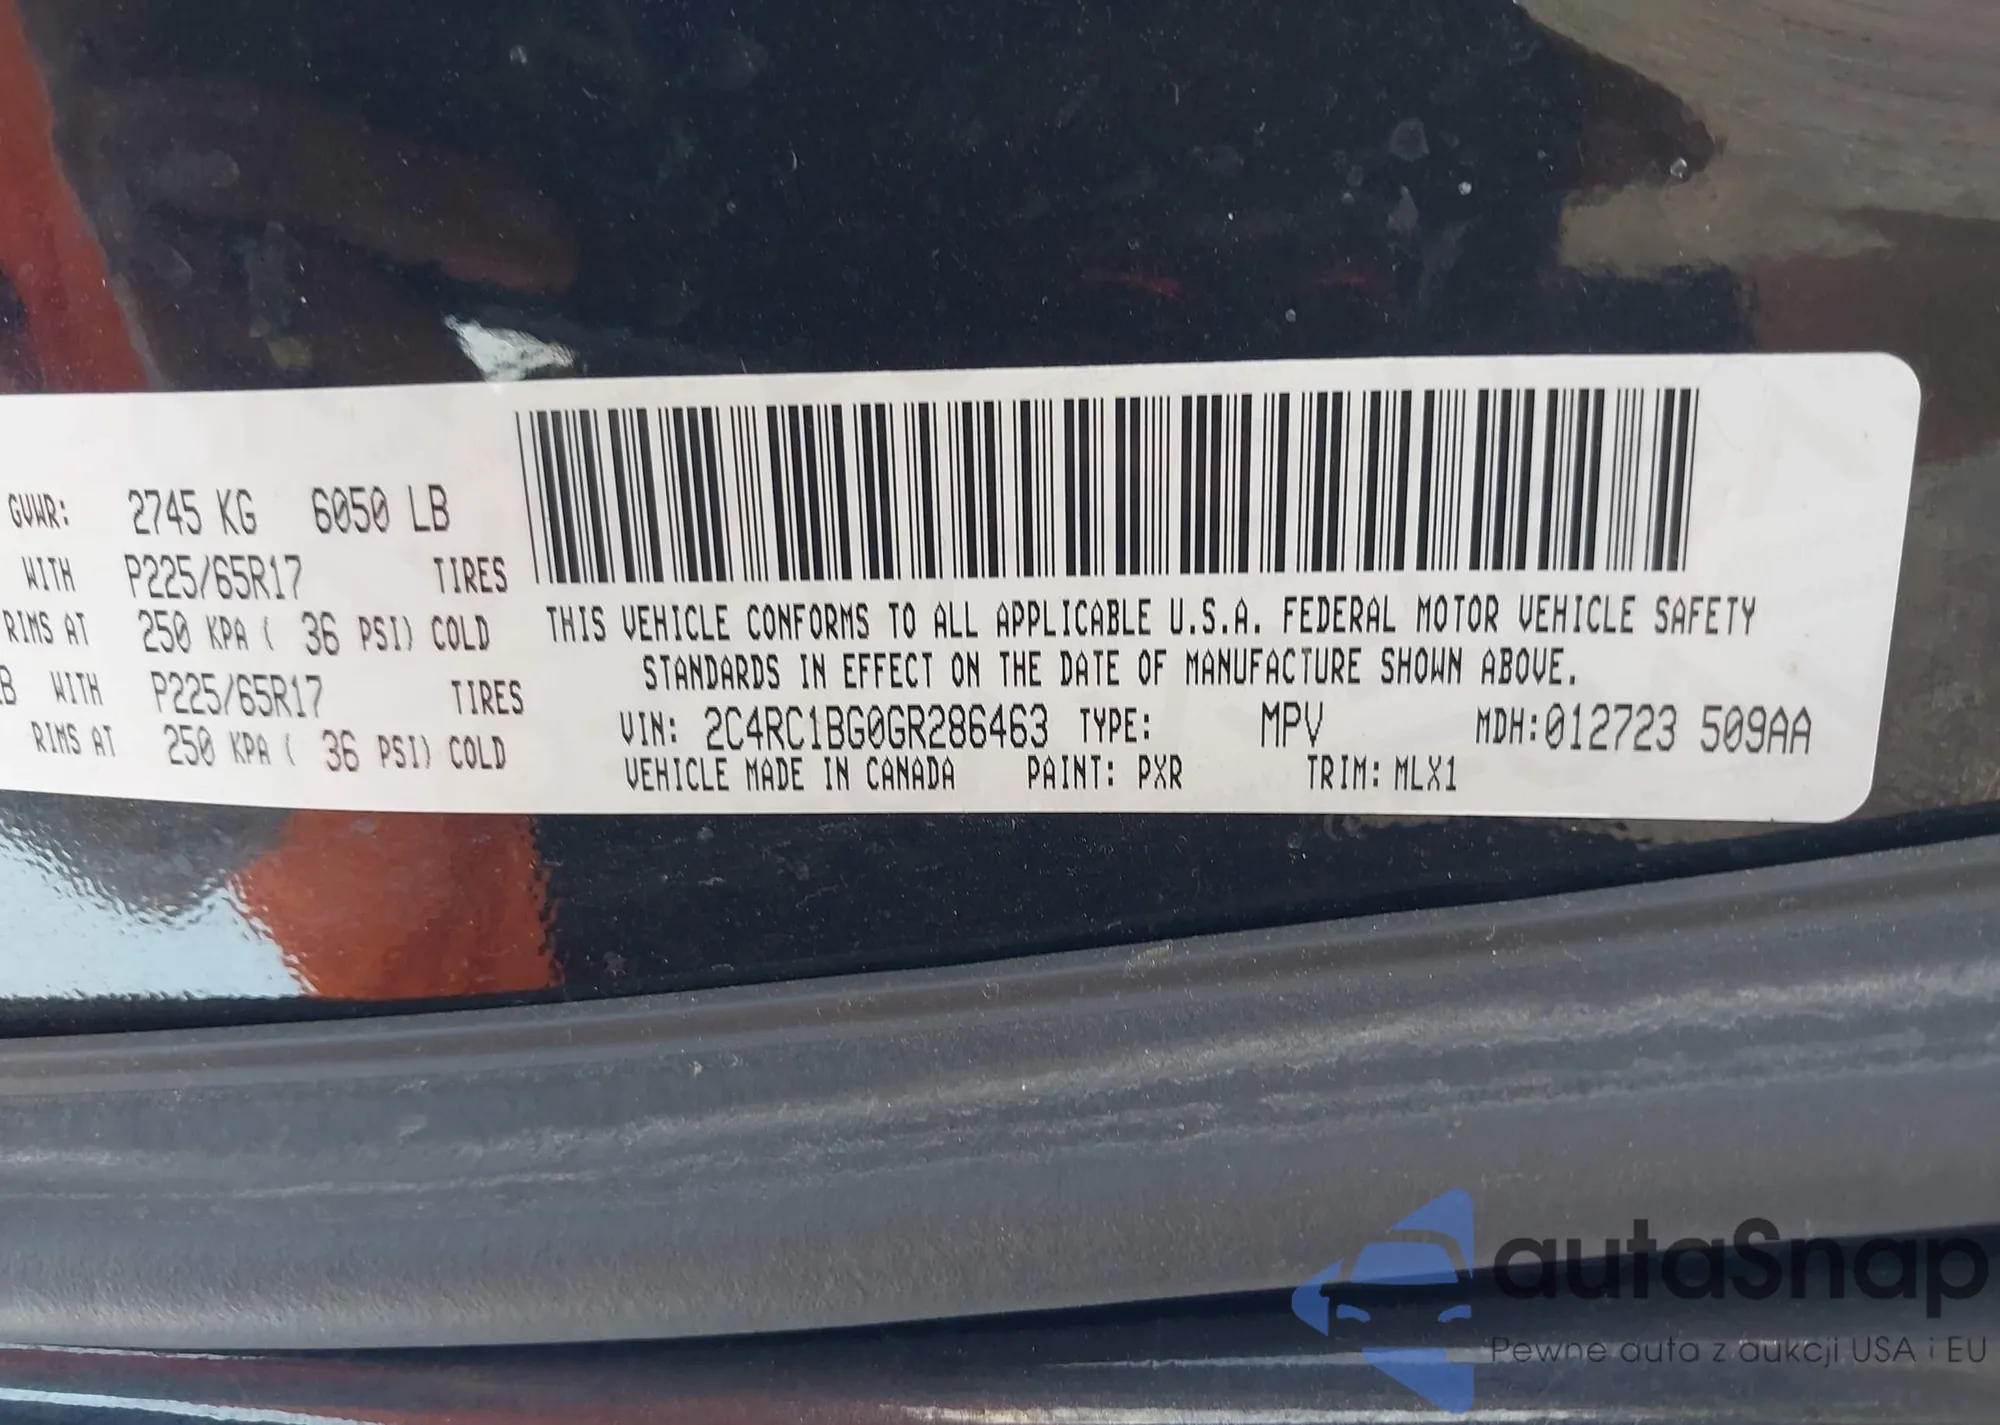 GVWR: 2745 KG 6050 LB
WITH P225/65R17 TIRES
RIMS AT 250 KPA ( 36 PSI) COLD
B WITH P225/65R17 TIRES
RIMS AT 250 KPA ( 36 PSI) COLD
THIS VEHICLE CONFORMS TO ALL APPLICABLE U.S.A. FEDERAL MOTOR VEHICLE SAFETY
STANDARDS IN EFFECT ON THE DATE OF MANUFACTURE SHOWN ABOVE.
VIN: 2C4RC1BG0GR286463 TYPE: MPV MDH:012723 509AA
VEHICLE MADE IN CANADA PAINT: PXR TRIM: MLX1
autaSnap
Pewne auta z aukcji USA i EU